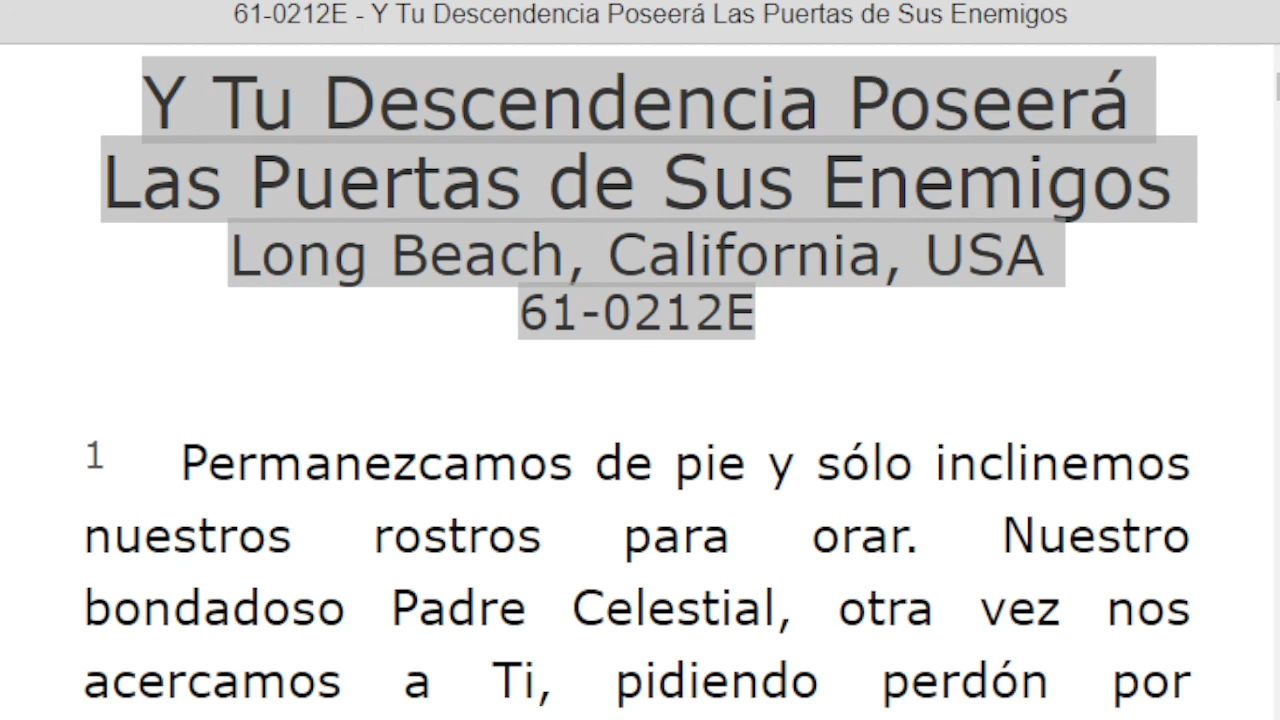 61-0212E - Y Tu Descendencia Poseerá Las Puertas de Sus Enemigos
Y Tu Descendencia Poseerá
Las Puertas de Sus Enemigos
Long Beach, California, USA
61-0212E
1 Permanezcamos de pie y sólo inclinemos
nuestros rostros para orar. Nuestro
bondadoso Padre Celestial, otra vez nos
acercamos a Ti, pidiendo perdón por